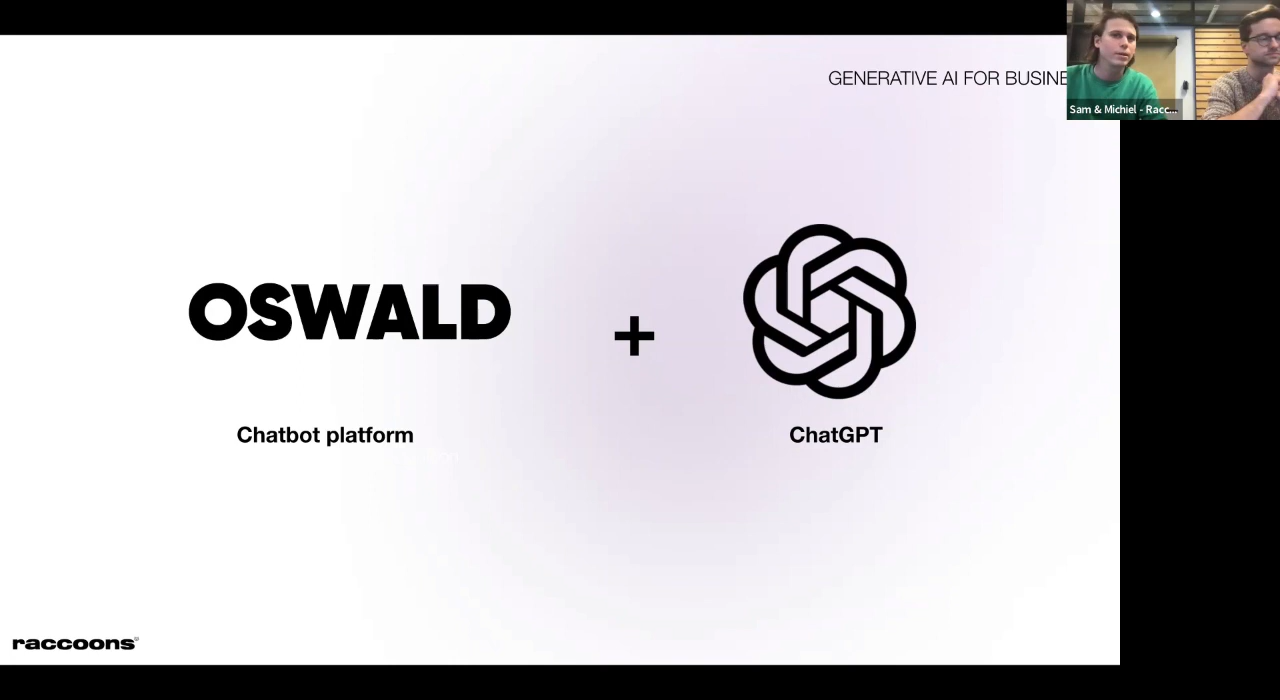 GENERATIVE AI FOR BUSINE
Sam & Michiel - Racc...
OSWALD
+
Chatbot platform
ChatGPT
raccoons